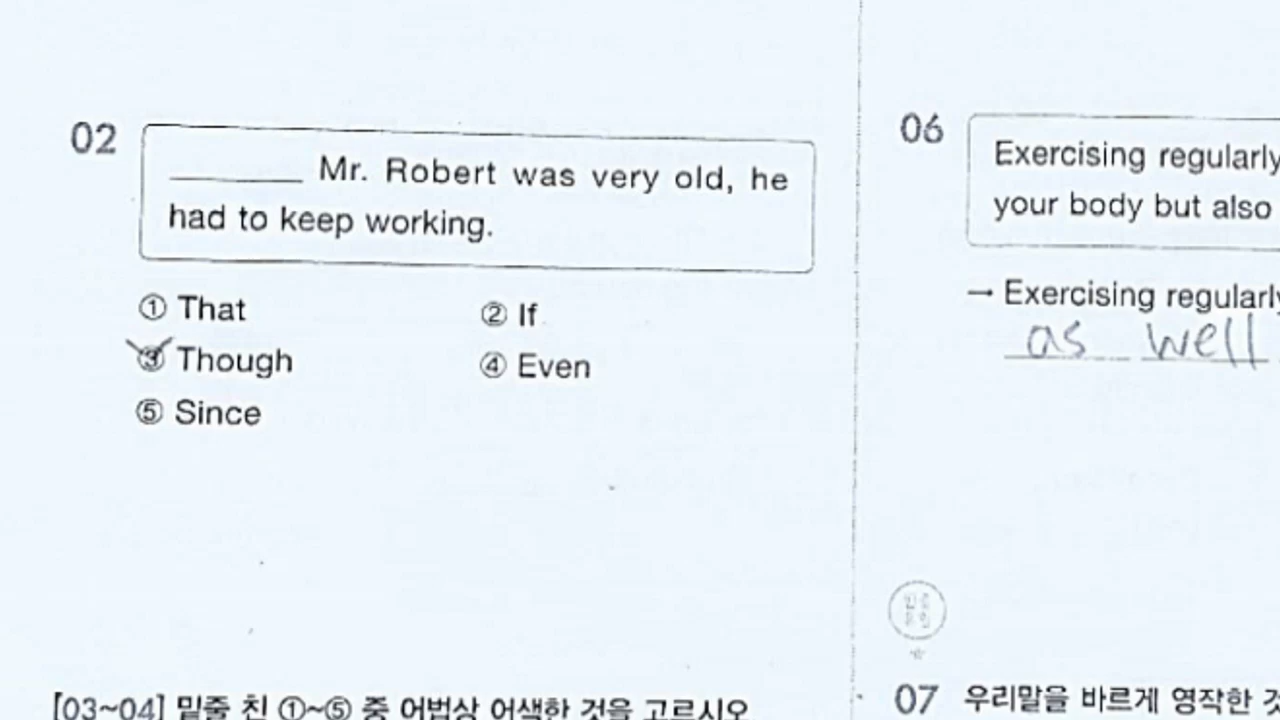 02
_______ Mr. Robert was very old, he
had to keep working.
① That
② If
③ Though
④ Even
⑤ Since
[03~04] 밑줄 친 ①~⑤ 중 어법상 어색한 것을 고르시오
06
Exercising regularly
your body but also
→ Exercising regularly
as well
07 우리말을 바르게 영작한 것